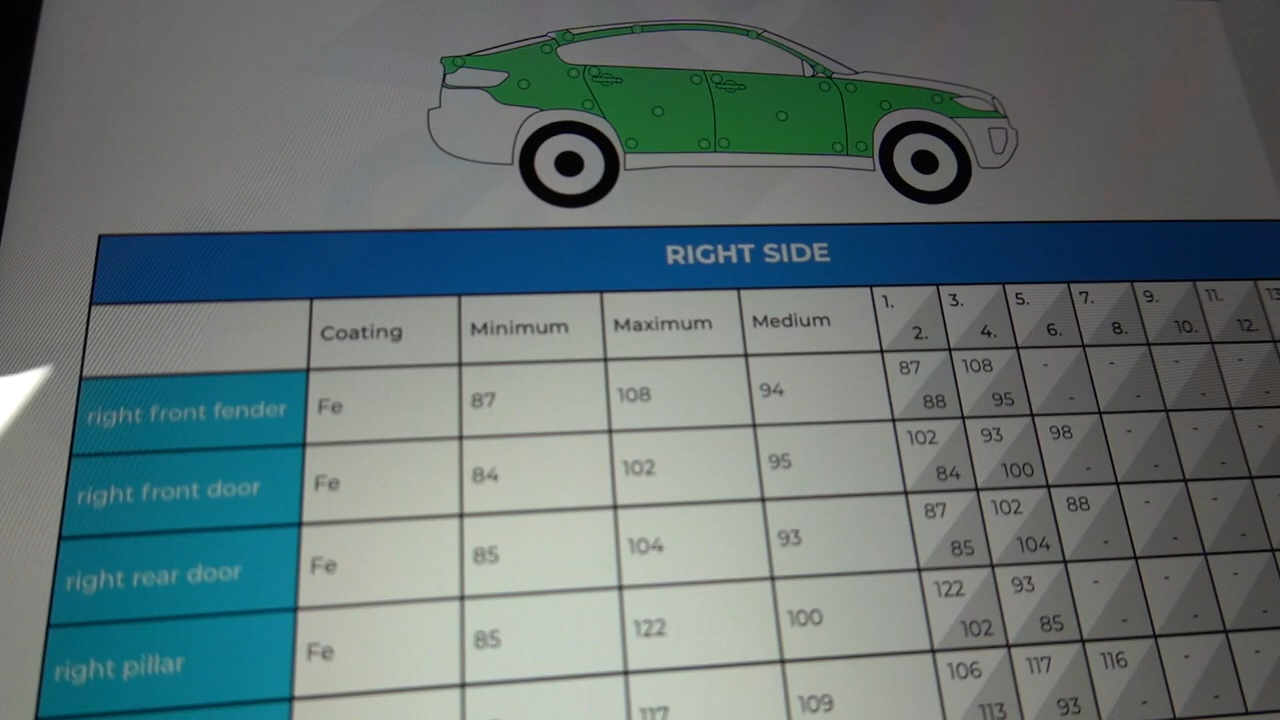 RIGHT SIDE
Coating Minimum Maximum Medium 1. 2. 3. 4. 5. 6. 7. 8. 9. 10. 11. 12. 13
right front fender Fe 87 108 94 87 88 108 95 - - - - - - - -
right front door Fe 84 102 95 102 84 93 100 98 - - - - - - -
right rear door Fe 85 104 93 87 85 102 104 88 - - - - - - -
right pillar Fe 85 122 100 122 102 93 85 - - - - - - - -
117 109 106 113 117 93 116 - - - -